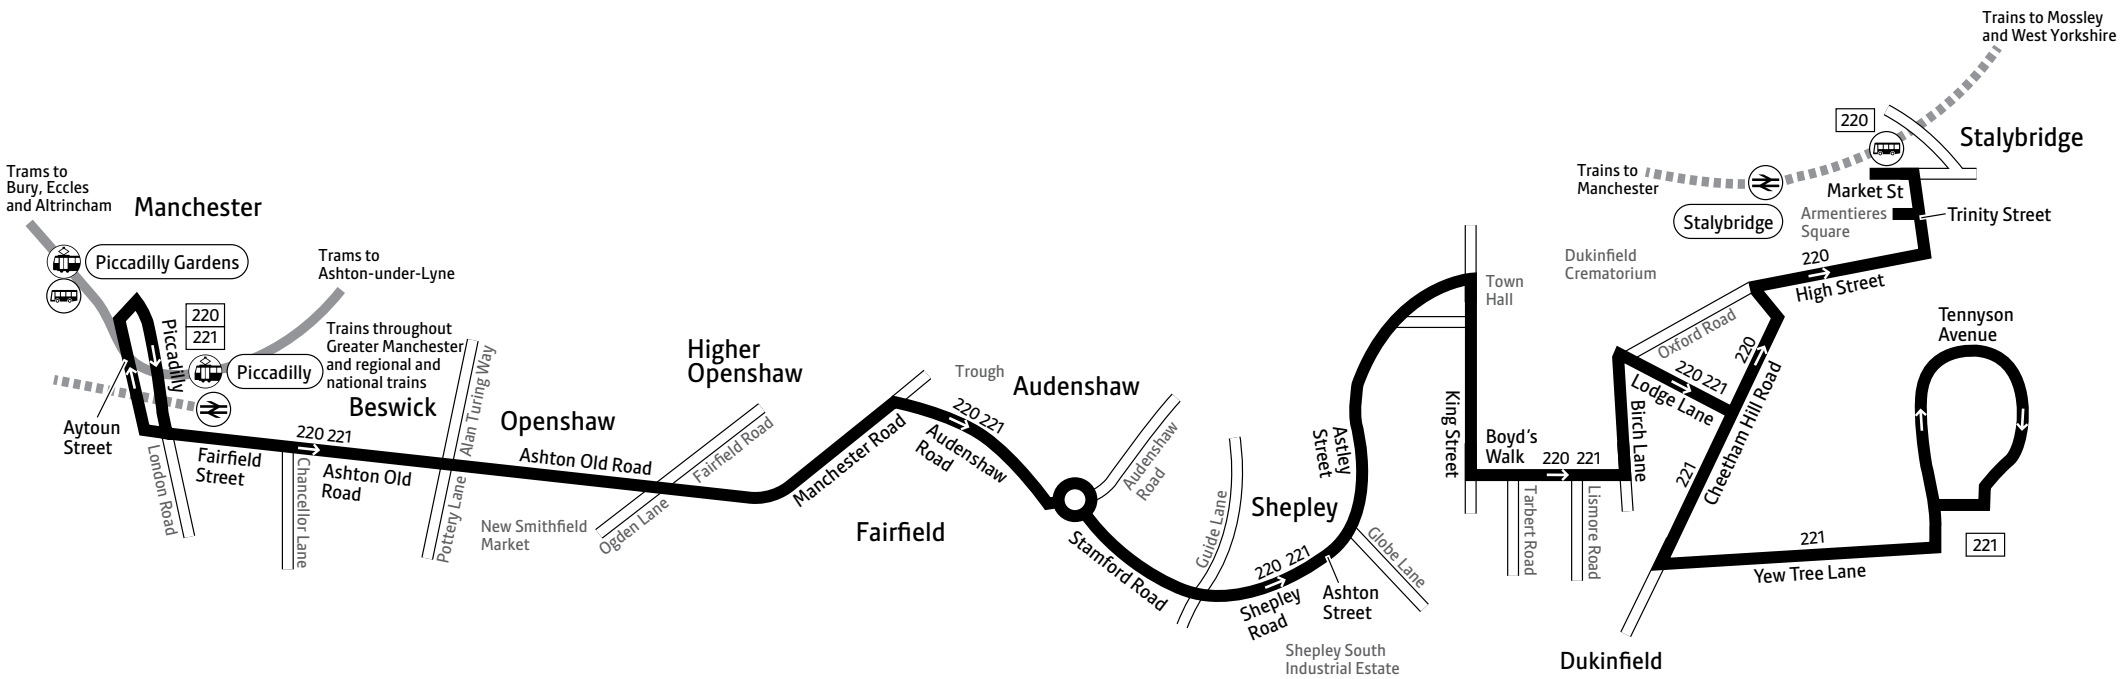 Trams to
Bury, Eccles
and Altrincham
Manchester
Piccadilly Gardens
Trams to
Ashton-under-Lyne
220
221
Piccadilly
Piccadilly
Trains throughout
Greater Manchester
and regional and
national trains
Aytoun
Street
London Road
Fairfield
Street
220 221
Chancellor Lane
Ashton Old
Road
Beswick
Alan Turing Way
Pottery Lane
Openshaw
Ashton Old Road
New Smithfield
Market
Ogden Lane
Fairfield Road
Higher
Openshaw
Manchester Road
Fairfield
Trough
Audenshaw
220 221
Audenshaw
Road
Audenshaw
Road
Stamford Road
Guide Lane
Shepley
220 221
Shepley
Road
Ashton
Street
Shepley South
Industrial Estate
Globe Lane
Astley
Street
Town
Hall
King Street
Boyd's
Walk
220 221
Tarbert Road
Lismore Road
Birch Lane
Dukinfield
Crematorium
Oxford Road
220 221
Lodge Lane
220
221
Cheetham Hill Road
Dukinfield
221
Yew Tree Lane
221
Tennyson
Avenue
220
High Street
Trinity Street
Armentieres
Square
Market St
Stalybridge
Trains to
Manchester
220
Stalybridge
Trains to Mossley
and West Yorkshire